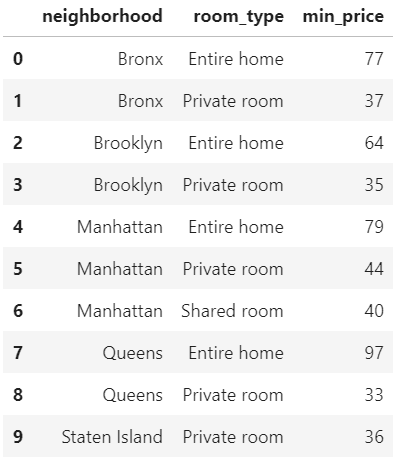 neighborhood room_type min_price
0 Bronx Entire home 77
1 Bronx Private room 37
2 Brooklyn Entire home 64
3 Brooklyn Private room 35
4 Manhattan Entire home 79
5 Manhattan Private room 44
6 Manhattan Shared room 40
7 Queens Entire home 97
8 Queens Private room 33
9 Staten Island Private room 36